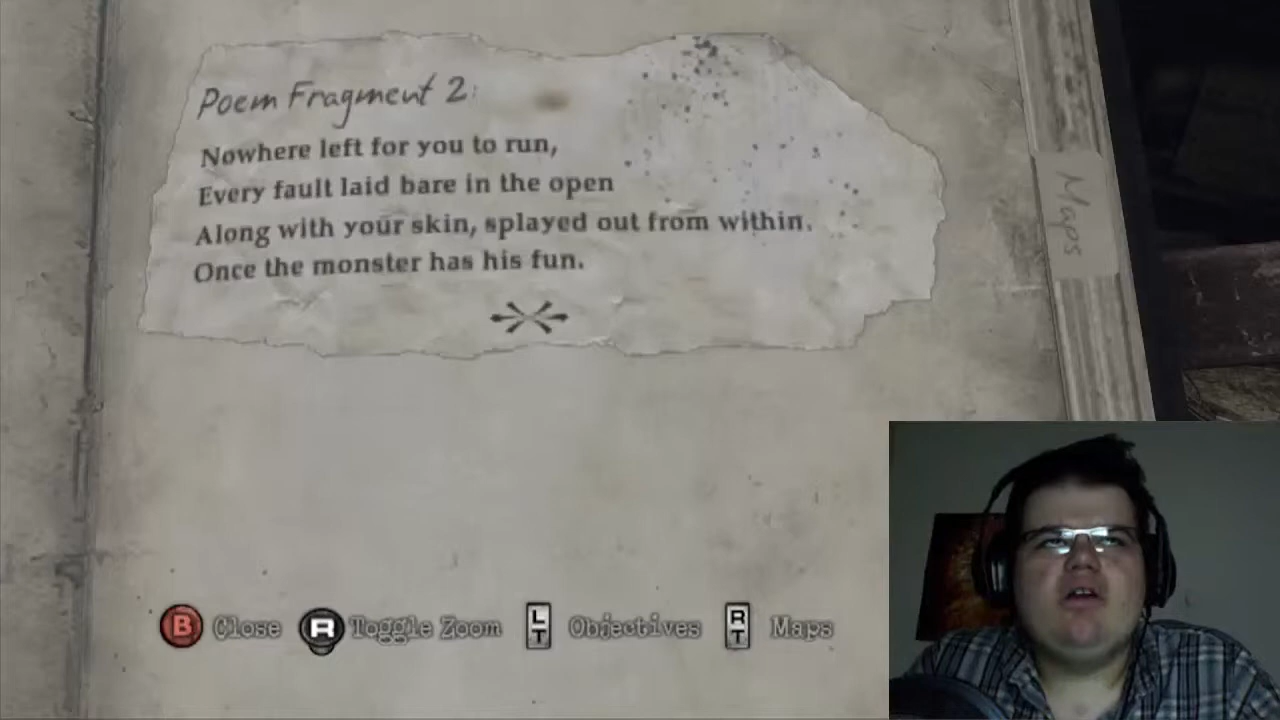 Poem Fragment 2:
Nowhere left for you to run,
Every fault laid bare in the open
Along with your skin, splayed out from within.
Once the monster has his fun.
Maps
B Close R Toggle Zoom LT Objectives RT Maps